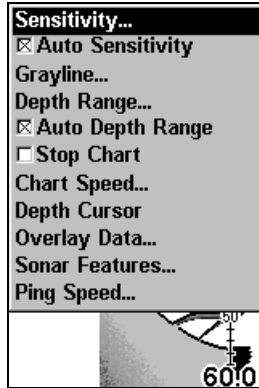 Sensitivity...
Auto Sensitivity
Grayline...
Depth Range...
Auto Depth Range
Stop Chart
Chart Speed...
Depth Cursor
Overlay Data...
Sonar Features...
Ping Speed...
50
60.0